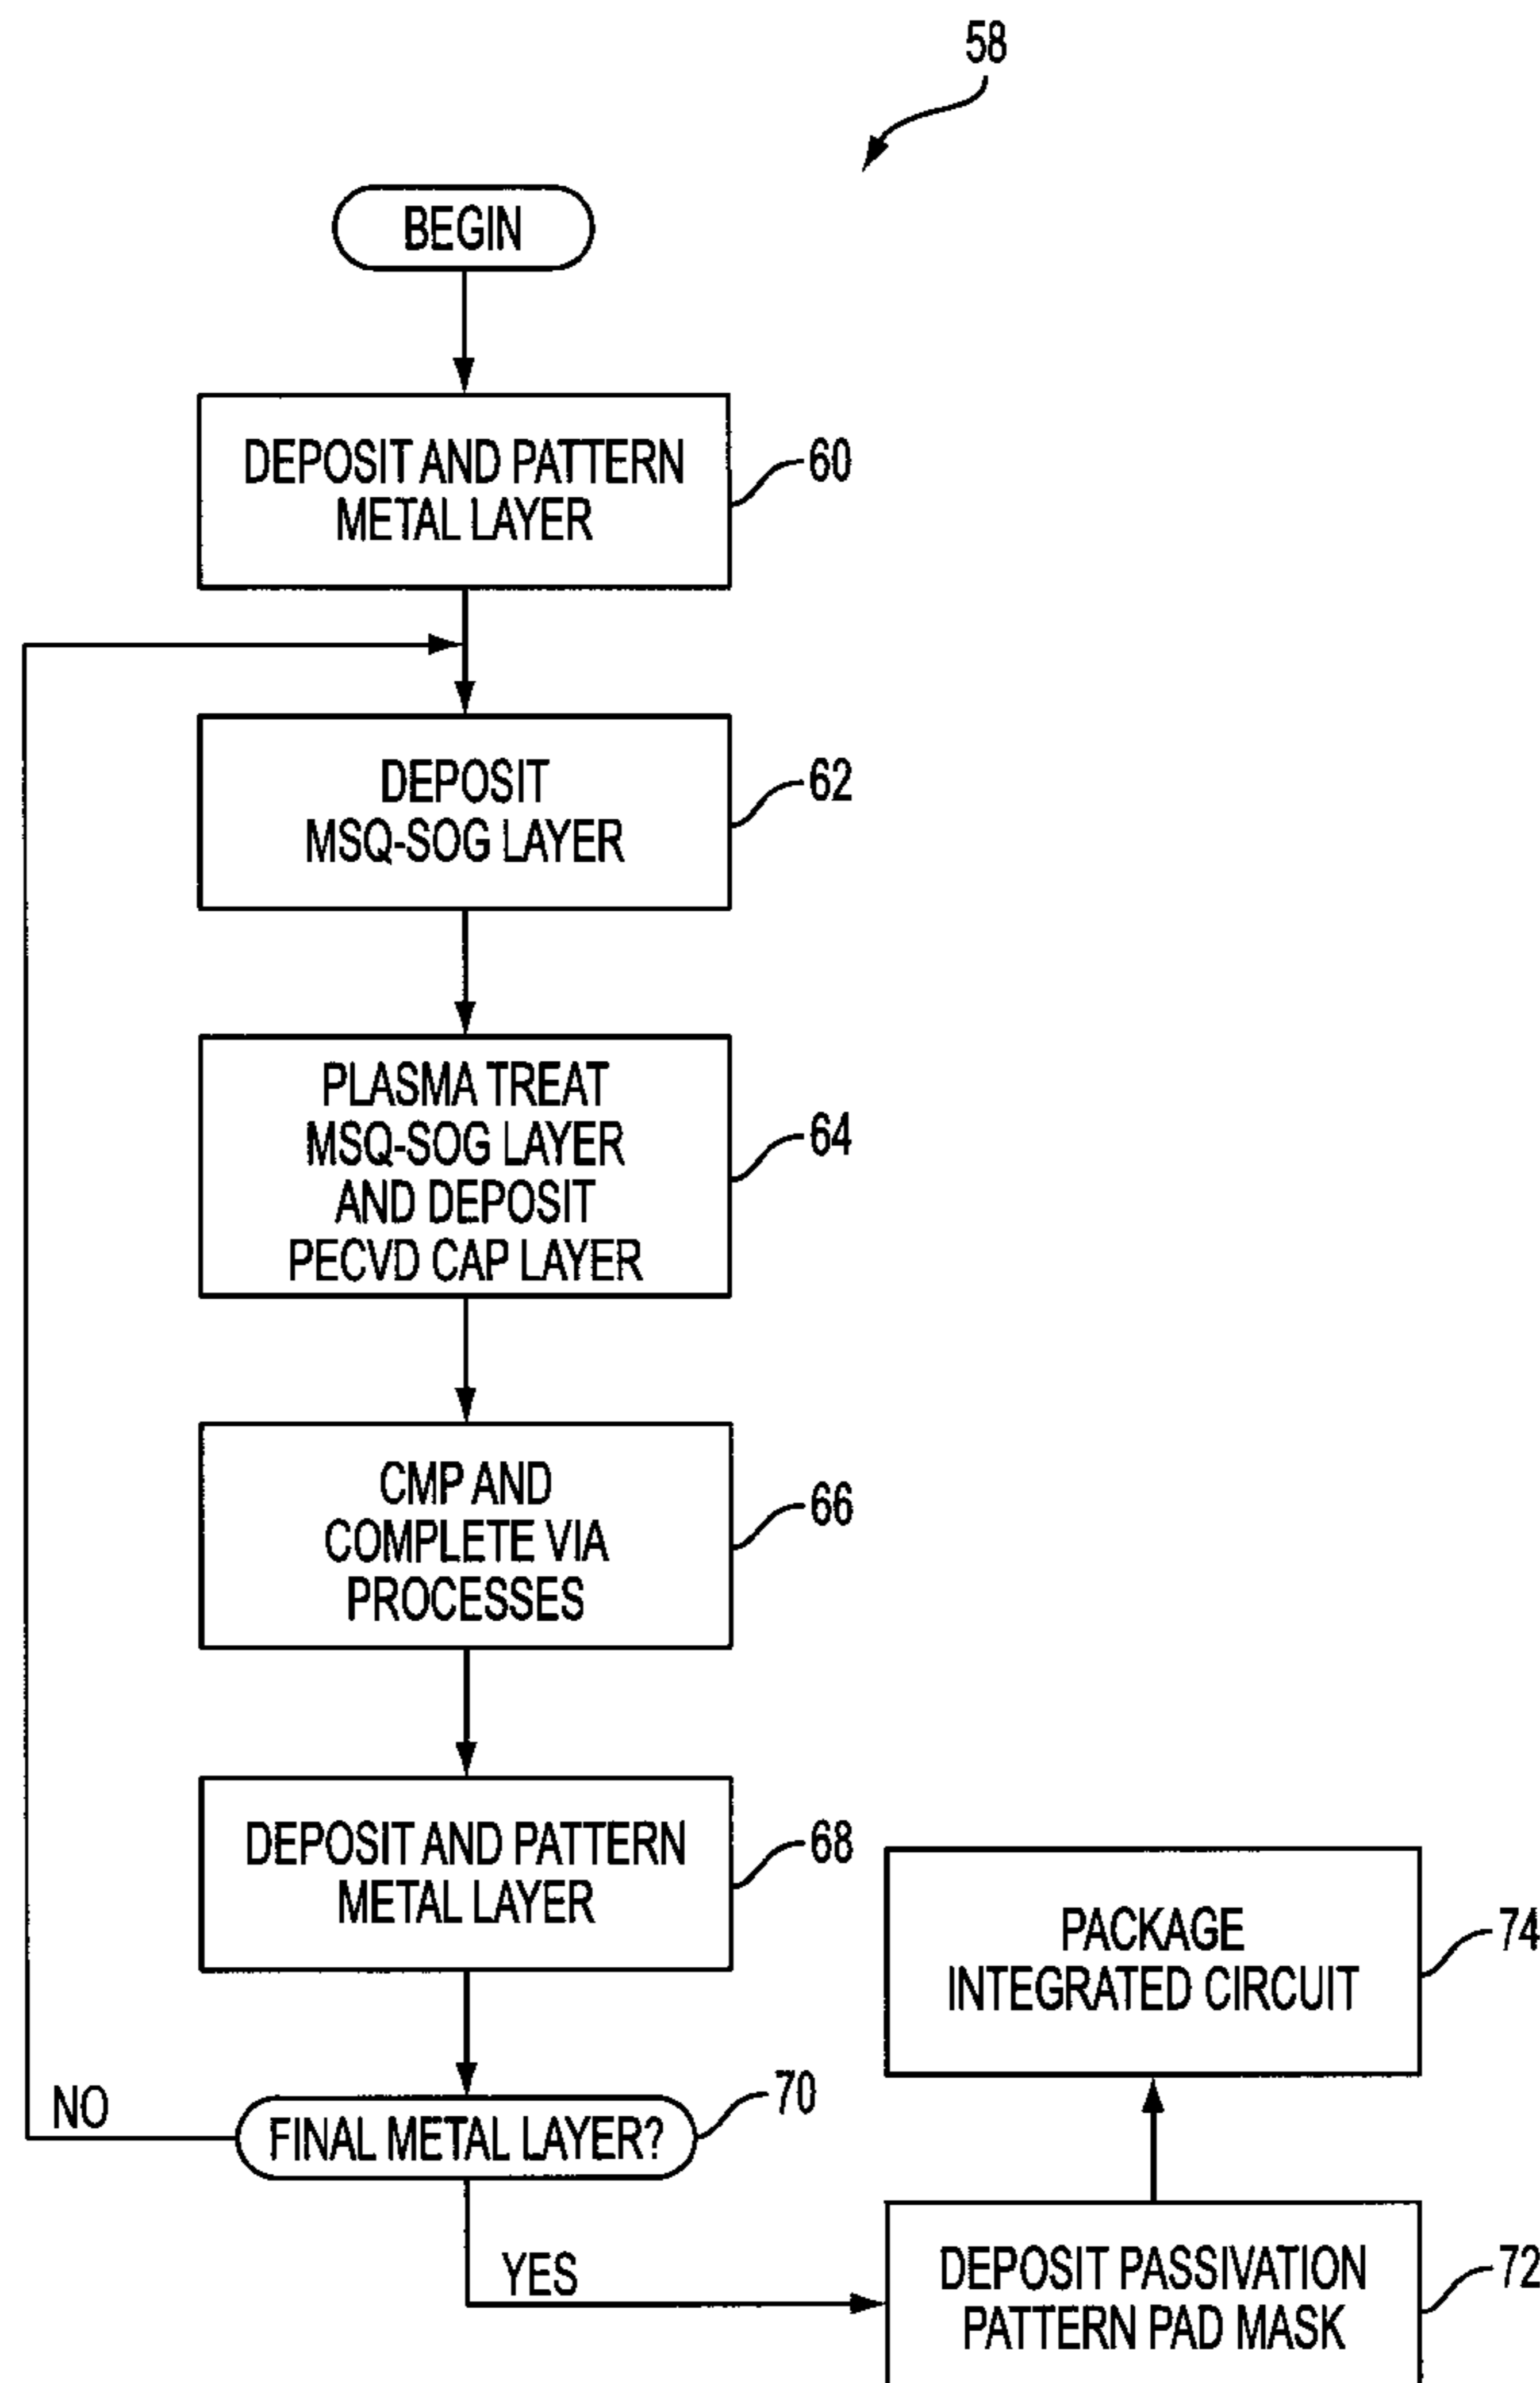 58
BEGIN
DEPOSIT AND PATTERN
METAL LAYER
60
DEPOSIT
MSQ-SOG LAYER
62
PLASMA TREAT
MSQ-SOG LAYER
AND DEPOSIT
PECVD CAP LAYER
64
CMP AND
COMPLETE VIA
PROCESSES
66
DEPOSIT AND PATTERN
METAL LAYER
68
FINAL METAL LAYER?
70
NO
YES
DEPOSIT PASSIVATION
PATTERN PAD MASK
72
PACKAGE
INTEGRATED CIRCUIT
74